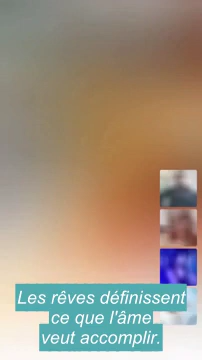 Les rêves définissent
ce que l'âme
veut accomplir.